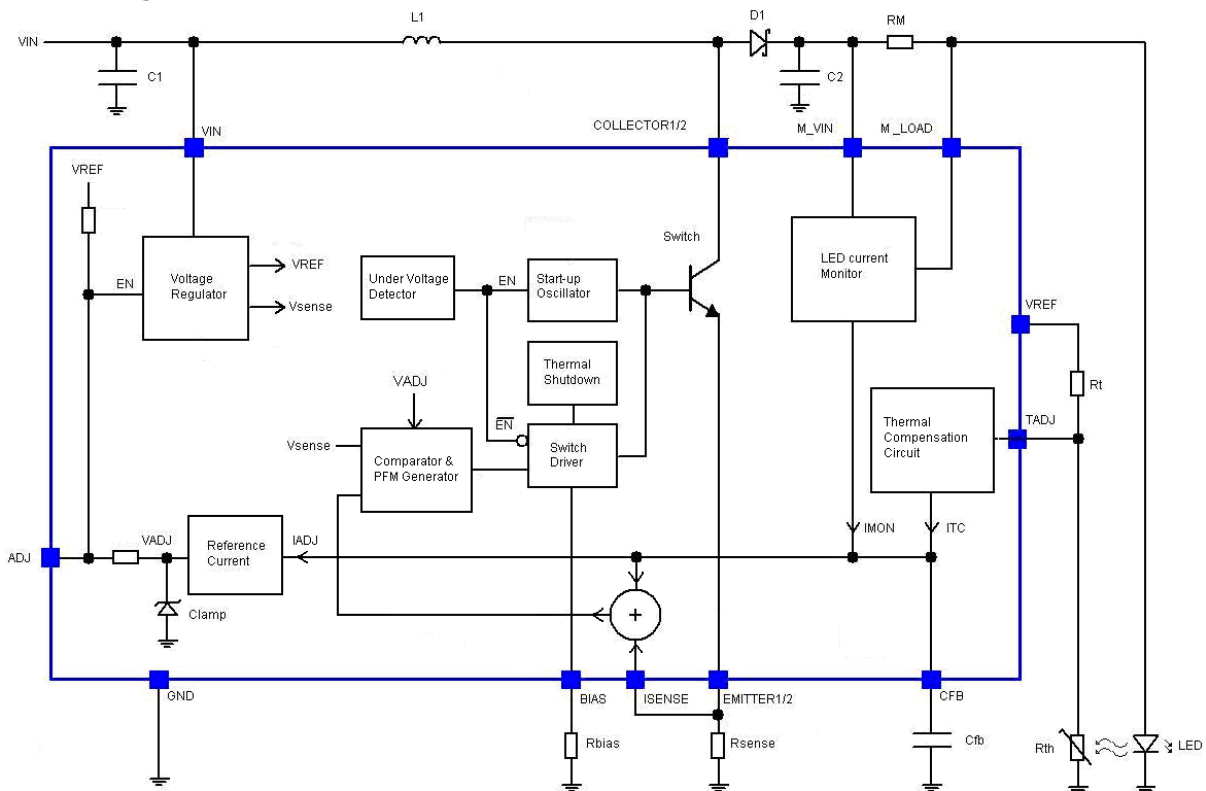 L1
D1
RM
VIN
C1
C2
VIN
COLLECTOR1/2
M_VIN
M_LOAD
VREF
Switch
Voltage
Regulator
EN
VREF
Vsense
Under Voltage
Detector
EN
Start-up
Oscillator
LED current
Monitor
VREF
Thermal
Shutdown
Rt
VADJ
EN
Thermal
Compensation
Circuit
TADJ
Vsense
Comparator &
PFM Generator
Switch
Driver
ADJ
VADJ
Reference
Current
IADJ
IMON
ITC
Clamp
+
GND
BIAS
ISENSE
EMITTER1/2
CFB
Rbias
Rsense
Cfb
Rth
LED